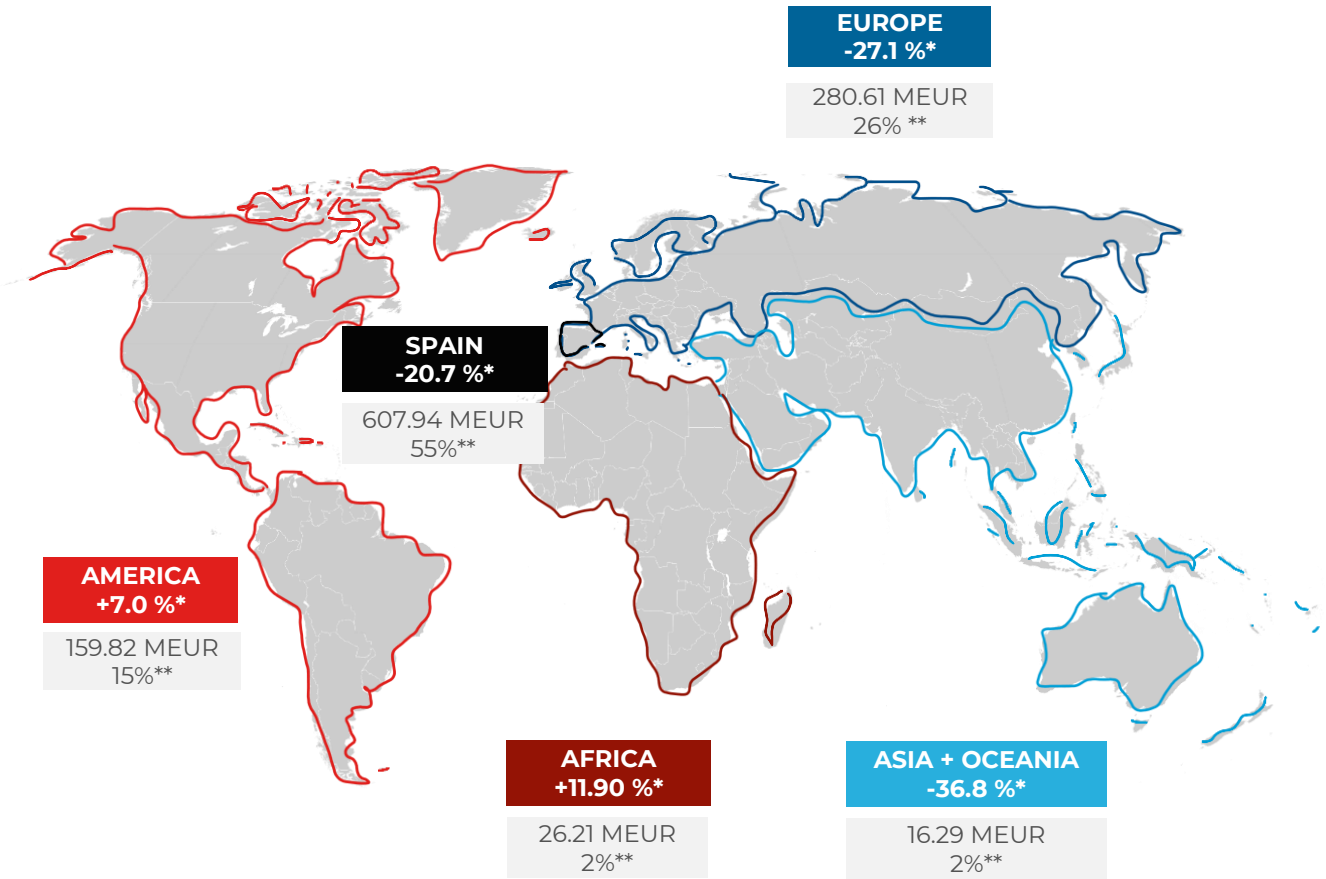 EUROPE
-27.1 %*
280.61 MEUR
26% **
SPAIN
-20.7 %*
607.94 MEUR
55%**
AMERICA
+7.0 %*
159.82 MEUR
15%**
AFRICA
+11.90 %*
26.21 MEUR
2%**
ASIA + OCEANIA
-36.8 %*
16.29 MEUR
2%**